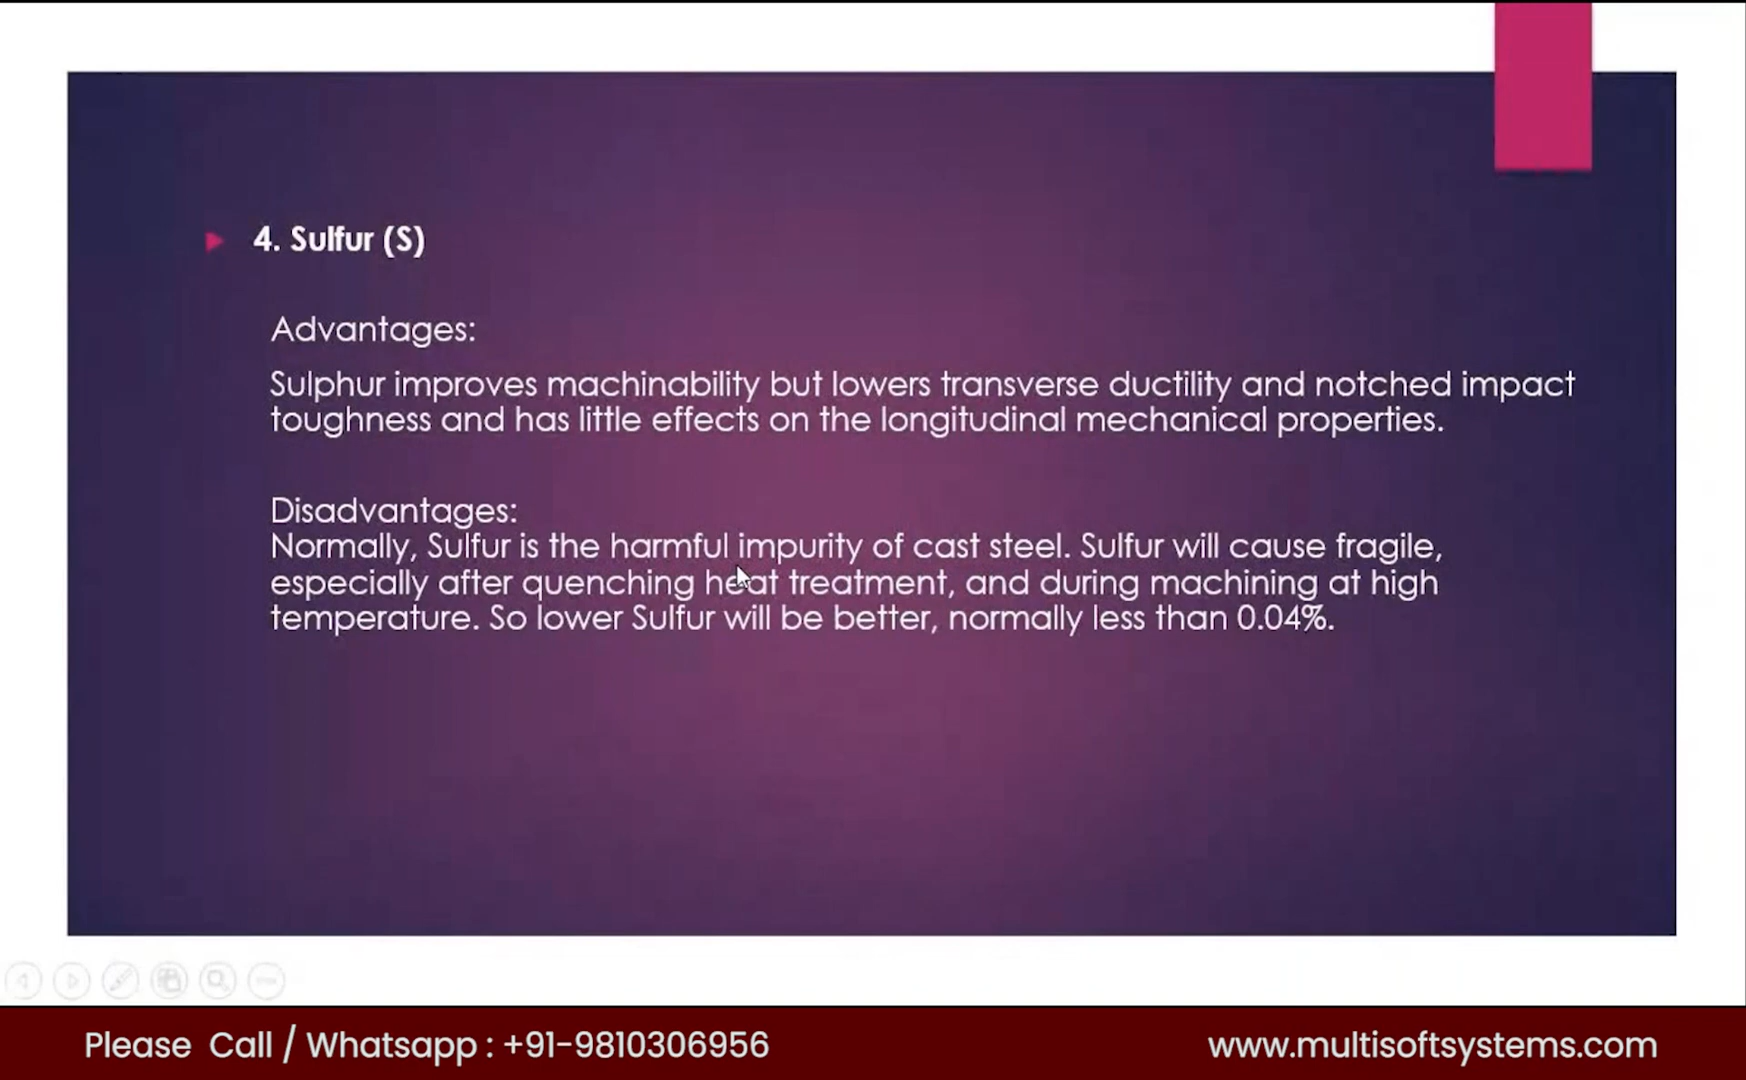 4. Sulfur (S)
Advantages:
Sulphur improves machinability but lowers transverse ductility and notched impact
toughness and has little effects on the longitudinal mechanical properties.
Disadvantages:
Normally, Sulfur is the harmful impurity of cast steel. Sulfur will cause fragile,
especially after quenching heat treatment, and during machining at high
temperature. So lower Sulfur will be better, normally less than 0.04%.
Please Call / Whatsapp : +91-9810306956
www.multisoftsystems.com